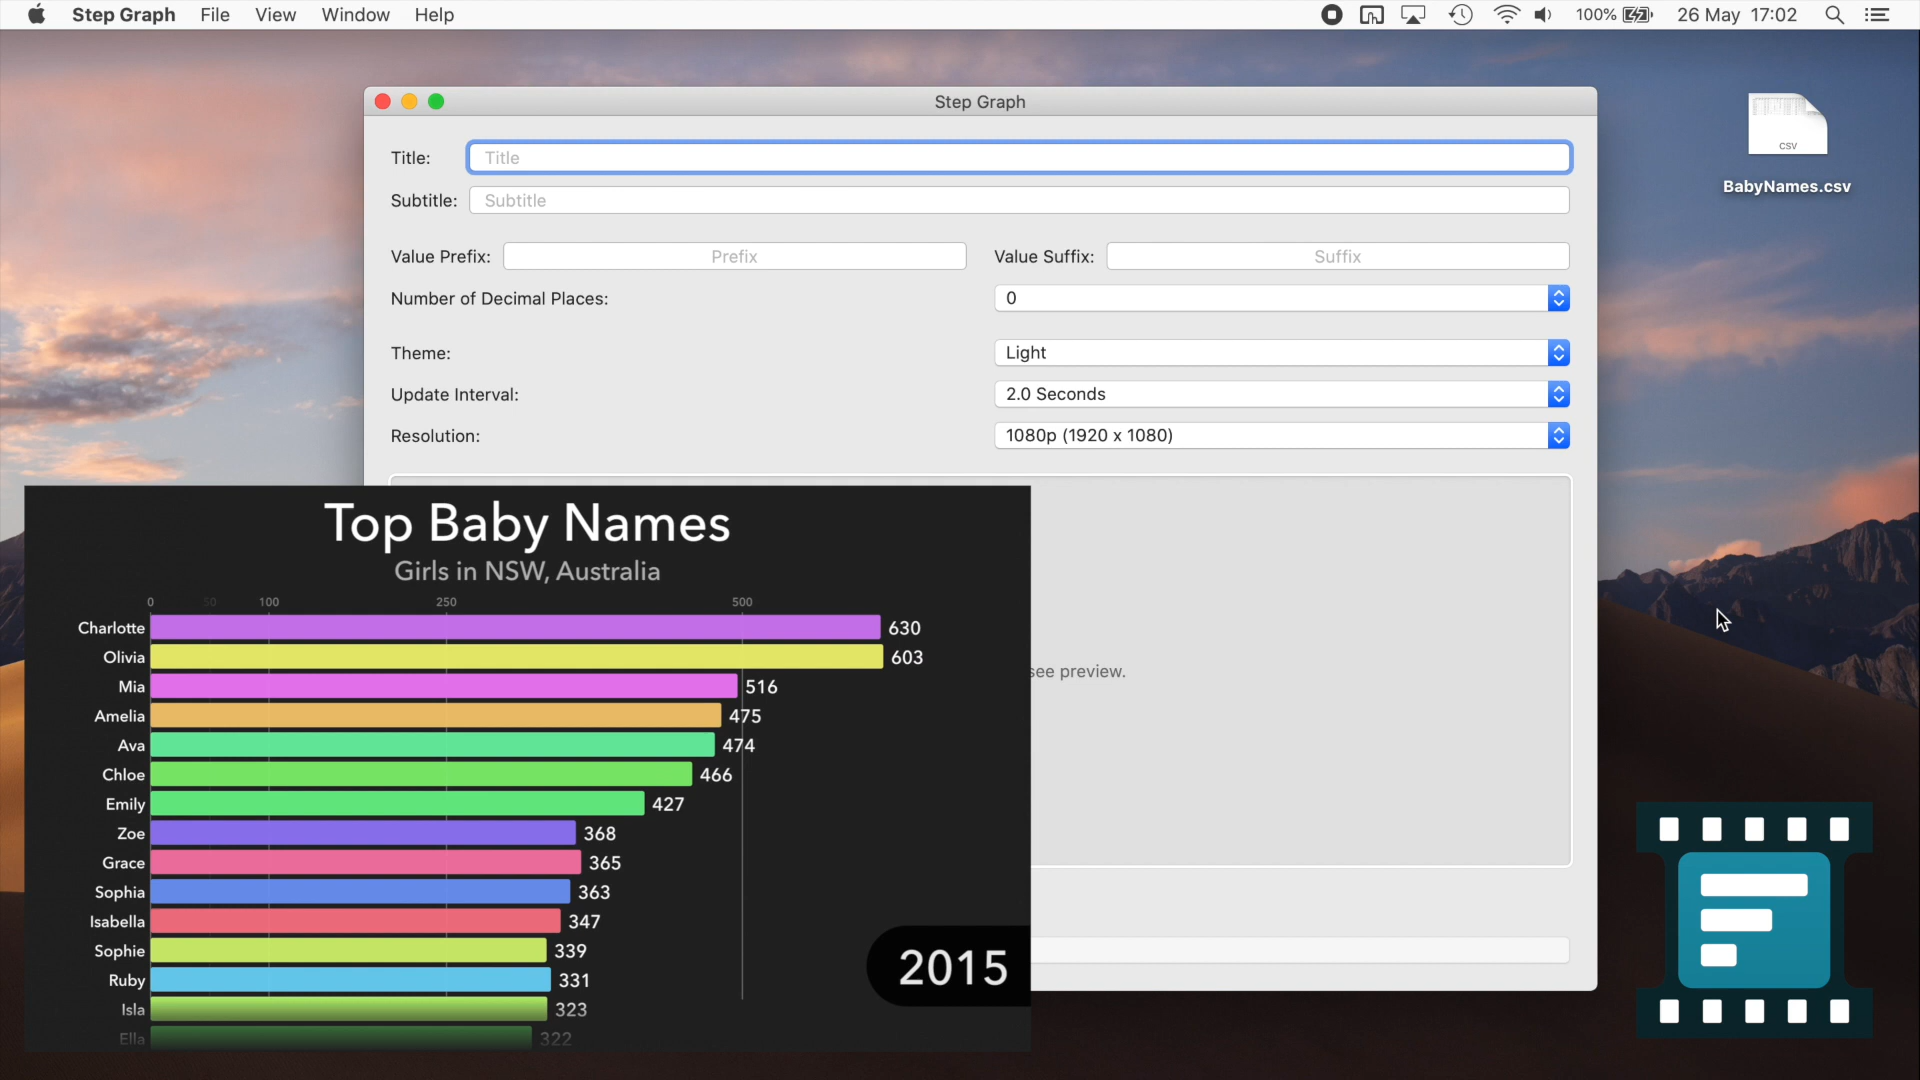 Step Graph File View Window Help 100% 26 May 17:02
Step Graph
Title: Title
Subtitle: Subtitle
Value Prefix: Prefix Value Suffix: Suffix
Number of Decimal Places: 0
Theme: Light
Update Interval: 2.0 Seconds
Resolution: 1080p (1920 x 1080)
see preview.
csv
BabyNames.csv
Top Baby Names
Girls in NSW, Australia
0 50 100 250 500
Charlotte 630
Olivia 603
Mia 516
Amelia 475
Ava 474
Chloe 466
Emily 427
Zoe 368
Grace 365
Sophia 363
Isabella 347
Sophie 339
Ruby 331
Isla 323
Ella 322
2015